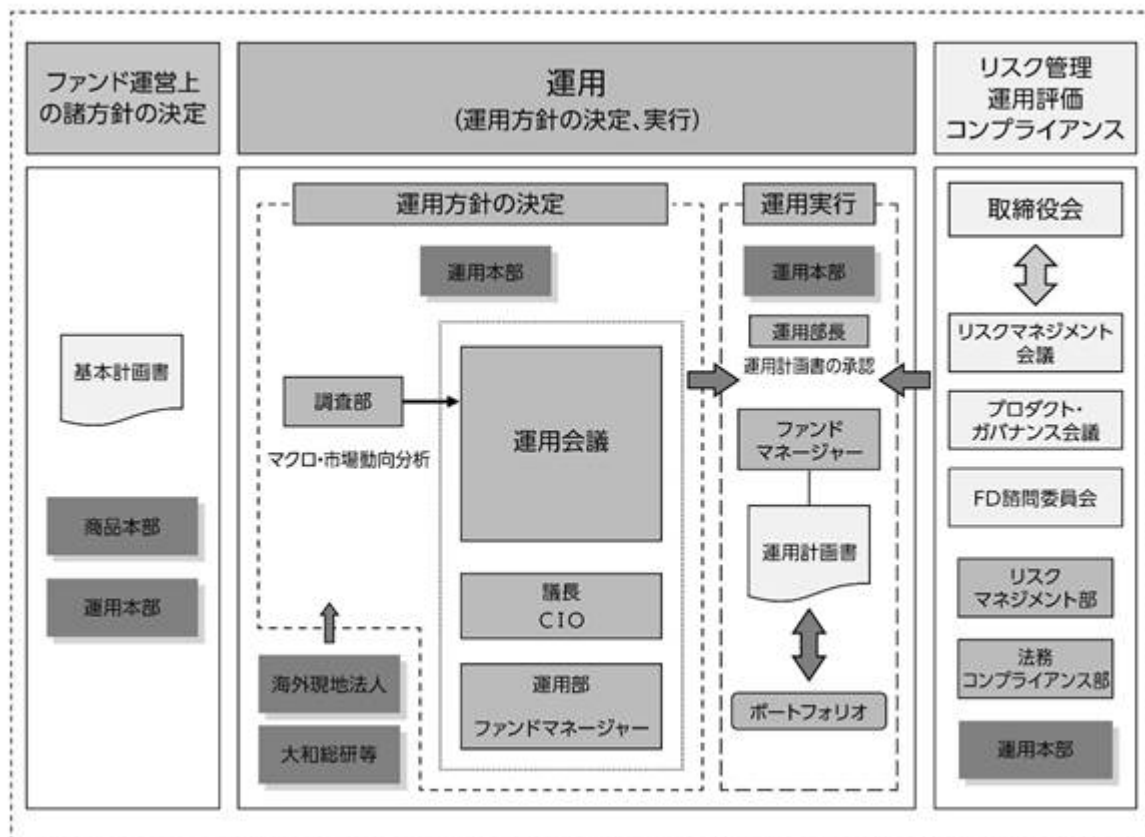 ファンド運営上
の諸方針の決定
運用
(運用方針の決定、実行)
リスク管理
運用評価
コンプライアンス
基本計画書
商品本部
運用本部
運用方針の決定
運用本部
調査部
マクロ・市場動向分析
運用会議
議長
CIO
運用部
ファンドマネージャー
海外現地法人
大和総研等
運用実行
運用本部
運用部長
運用計画書の承認
ファンド
マネージャー
運用計画書
ポートフォリオ
取締役会
リスクマネジメント
会議
プロダクト・
ガバナンス会議
FD諮問委員会
リスク
マネジメント部
法務
コンプライアンス部
運用本部